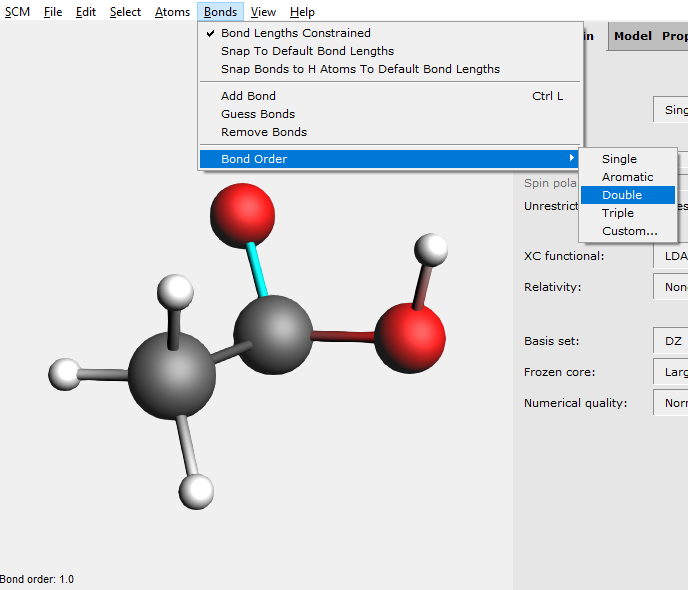 SCM File Edit Select Atoms Bonds View Help
Bond Lengths Constrained
Snap To Default Bond Lengths
Snap Bonds to H Atoms To Default Bond Lengths
Add Bond Ctrl L
Guess Bonds
Remove Bonds
Bond Order
Single
Aromatic
Double
Triple
Custom...
in Model Prop
Sing
Spin pola
Unrestrict es
XC functional: LDA
Relativity: Non
Basis set: DZ
Frozen core: Larg
Numerical quality: Norr
Bond order: 1.0